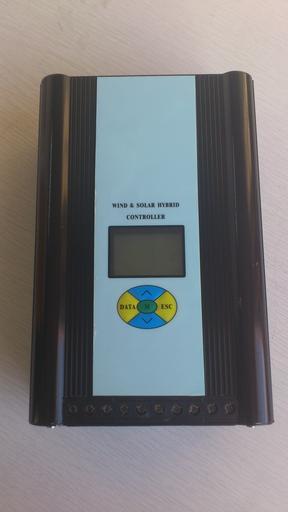 WIND & SOLAR HYBRID
CONTROLLER
DATA M ESC